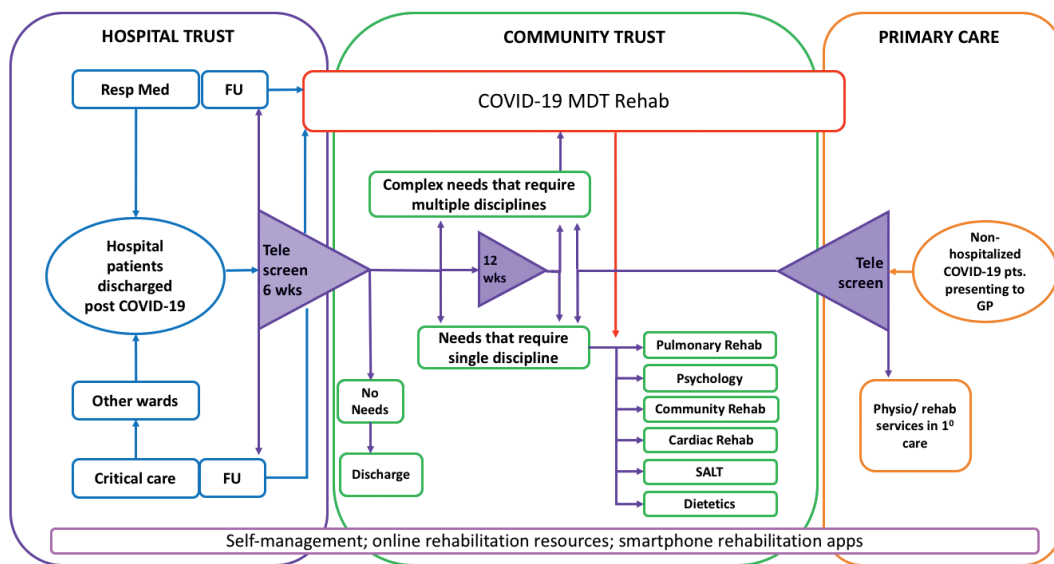 HOSPITAL TRUST
COMMUNITY TRUST
PRIMARY CARE
Resp Med
FU
COVID-19 MDT Rehab
Complex needs that require
multiple disciplines
Hospital
patients
discharged
post COVID-19
Tele
screen
6 wks
12
wks
Tele
screen
Non-
hospitalized
COVID-19 pts.
presenting to
GP
Needs that require
single discipline
Pulmonary Rehab
Psychology
Community Rehab
Cardiac Rehab
SALT
Dietetics
No
Needs
Discharge
Other wards
Critical care
FU
Physio/ rehab
services in 1⁰
care
Self-management; online rehabilitation resources; smartphone rehabilitation apps